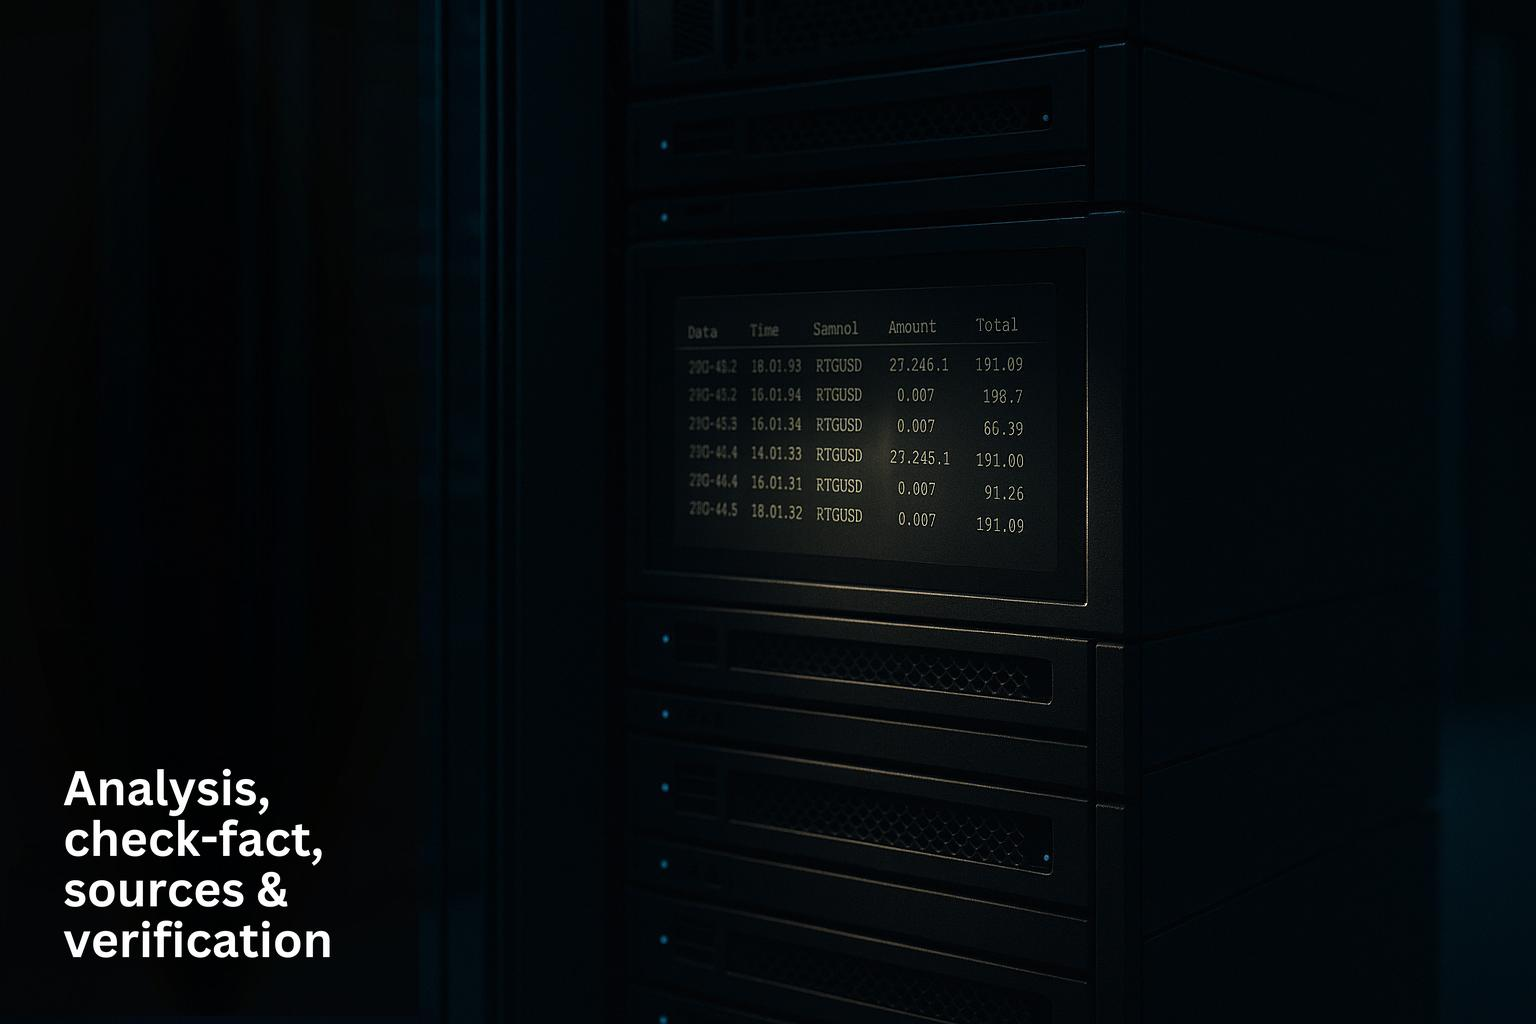 Data Time Samnol Amount Total
18.01.93 RTGUSD 27.246.1 191.09
16.01.94 RTGUSD 0.007 198.7
16.01.34 RTGUSD 0.007 66.39
14.01.33 RTGUSD 23.245.1 191.00
16.01.31 RTGUSD 0.007 91.26
18.01.32 RTGUSD 0.007 191.09
Analysis,
check-fact,
sources &
verification